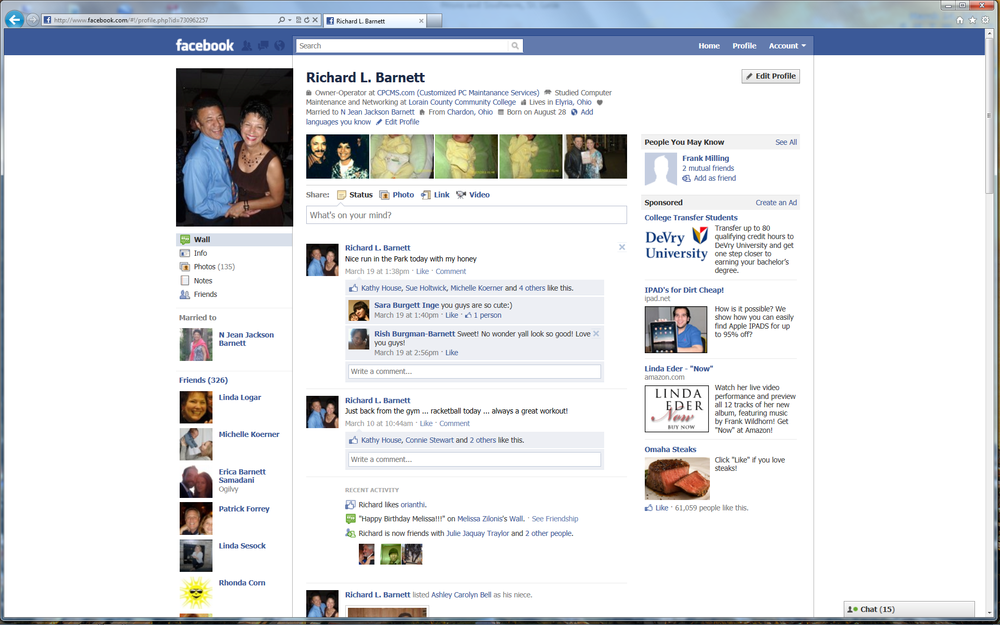 http://www.facebook.com/#!/profile.php?id=730962257
Richard L. Barnett
facebook
Search
Home
Profile
Account
Richard L. Barnett
Edit Profile
Owner-Operator at CPCMS.com (Customized PC Maintanance Services) Studied Computer
Maintenance and Networking at Lorain County Community College Lives in Elyria, Ohio
Married to N Jean Jackson Barnett From Chardon, Ohio Born on August 28 Add
languages you know Edit Profile
Share: Status Photo Link Video
What's on your mind?
Wall
Info
Photos (135)
Notes
Friends
Married to
N Jean Jackson
Barnett
Friends (326)
Linda Logar
Michelle Koerner
Erica Barnett
Samadani
Ogilvy
Patrick Forrey
Linda Sesock
Rhonda Corn
Richard L. Barnett
Nice run in the Park today with my honey
March 19 at 1:38pm · Like · Comment
Kathy House, Sue Holtwick, Michelle Koerner and 4 others like this.
Sara Burgett Inge you guys are so cute:)
March 19 at 1:40pm · Like · 1 person
Rish Burgman-Barnett Sweet! No wonder yall look so good! Love
you guys!
March 19 at 2:56pm · Like
Write a comment...
Richard L. Barnett
Just back from the gym ... racketball today ... always a great workout!
March 10 at 10:44am · Like · Comment
Kathy House, Connie Stewart and 2 others like this.
Write a comment...
RECENT ACTIVITY
Richard likes orianthi.
"Happy Birthday Melissa!!!" on Melissa Zilonis's Wall. · See Friendship
Richard is now friends with Julie Jaquay Traylor and 2 other people.
Richard L. Barnett listed Ashley Carolyn Bell as his niece.
People You May Know
See All
Frank Milling
2 mutual friends
Add as friend
Sponsored
Create an Ad
College Transfer Students
DeVry
University
Transfer up to 80
qualifying credit hours to
DeVry University and get
one step closer to
earning your bachelor's
degree.
IPAD's for Dirt Cheap!
ipad.net
How is it possible? We
show how you can easily
find Apple IPADS for up
to 95% off?
Linda Eder - "Now"
amazon.com
LINDA
EDER
Now
BUY NOW
Watch her live video
performance and preview
all 12 tracks of her new
album, featuring music
by Frank Wildhorn! Get
"Now" at Amazon!
Omaha Steaks
Click "Like" if you love
steaks!
Like · 61,059 people like this.
Chat (15)